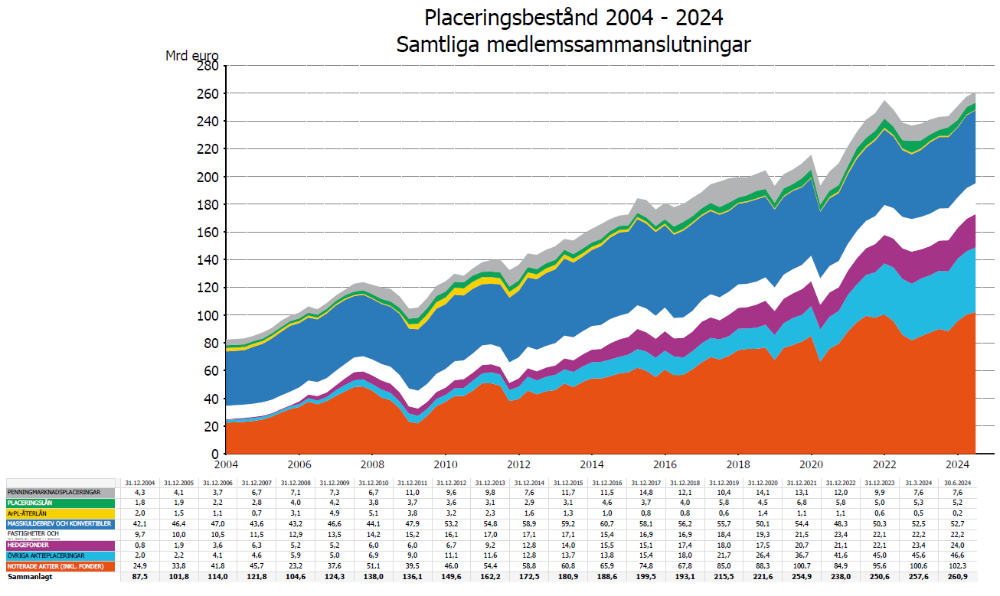 Placeringsbestånd 2004 - 2024
Samtliga medlemssammanslutningar
Mrd euro
280
260
240
220
200
180
160
140
120
100
80
60
40
20
0
2004 2006 2008 2010 2012 2014 2016 2018 2020 2022 2024
31.12.2004 31.12.2005 31.12.2006 31.12.2007 31.12.2008 31.12.2009 31.12.2010 31.12.2011 31.12.2012 31.12.2013 31.12.2014 31.12.2015 31.12.2016 31.12.2017 31.12.2018 31.12.2019 31.12.2020 31.12.2021 31.12.2022 31.12.2023 31.3.2024 30.6.2024
PENNINGMARKNADSPLACERINGAR 4,3 4,1 3,7 6,7 7,1 7,3 6,7 11,0 9,6 9,8 7,6 11,7 11,5 14,8 12,1 10,4 14,1 13,1 12,0 9,9 7,6 7,6
PLACERINGSLÅN 1,8 1,9 2,2 2,8 4,0 4,2 3,8 3,7 3,6 3,1 2,9 3,1 4,6 3,7 4,0 5,8 4,5 6,8 5,8 5,0 5,3 5,2
ArPL-ÅTERLÅN 2,0 1,5 1,1 0,7 3,1 4,9 5,1 3,8 3,2 2,3 1,6 1,3 1,0 0,8 0,8 0,6 1,4 1,1 1,1 0,6 0,5 0,2
MASSKULDEBREV OCH KONVERTIBLER 42,1 46,4 47,0 43,6 43,2 46,6 44,1 47,9 53,2 54,8 58,9 59,2 60,7 58,1 56,2 55,7 50,1 54,4 48,3 50,3 52,5 52,7
FASTIGHETER OCH 9,7 10,0 10,5 11,5 12,9 13,5 14,2 15,2 16,1 17,0 17,1 17,1 15,4 16,9 16,9 18,4 19,3 21,5 23,4 22,1 22,2 22,2
HEDGEFONDER 0,8 1,9 3,6 6,3 5,2 5,2 6,0 6,0 6,7 9,2 12,8 14,0 15,5 15,1 17,4 18,0 17,5 20,7 21,1 22,1 23,4 24,0
ÖVRIGA AKTIEPLACERINGAR 2,0 2,2 4,1 4,6 5,9 5,0 6,9 9,0 11,1 11,6 12,8 13,7 13,8 15,4 18,0 21,7 26,4 36,7 41,6 45,0 45,6 46,6
NOTERADE AKTIER (INKL. FONDER) 24,9 33,8 41,8 45,7 23,2 37,6 51,1 39,5 46,0 54,4 58,8 60,8 65,9 74,8 67,8 85,0 88,3 100,7 84,9 95,6 100,6 102,3
Sammanlagt 87,5 101,8 114,0 121,8 104,6 124,3 138,0 136,1 149,6 162,2 172,5 180,9 188,6 199,5 193,1 215,5 221,6 254,9 238,0 250,6 257,6 260,9